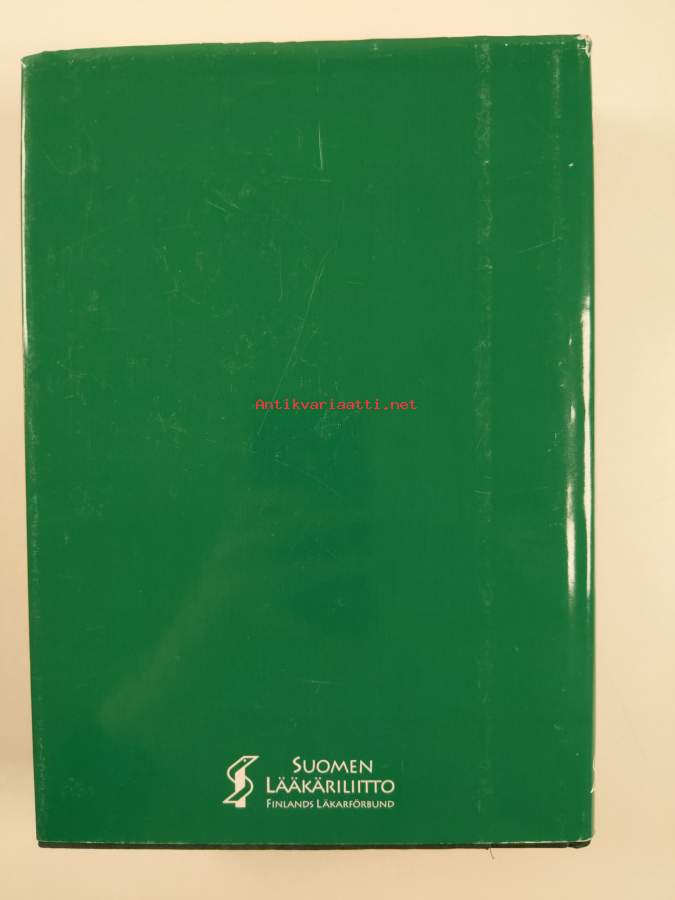 Antikvariaatti.net
SUOMEN
LÄÄKÄRILIITTO
FINLANDS LÄKARFÖRBUND